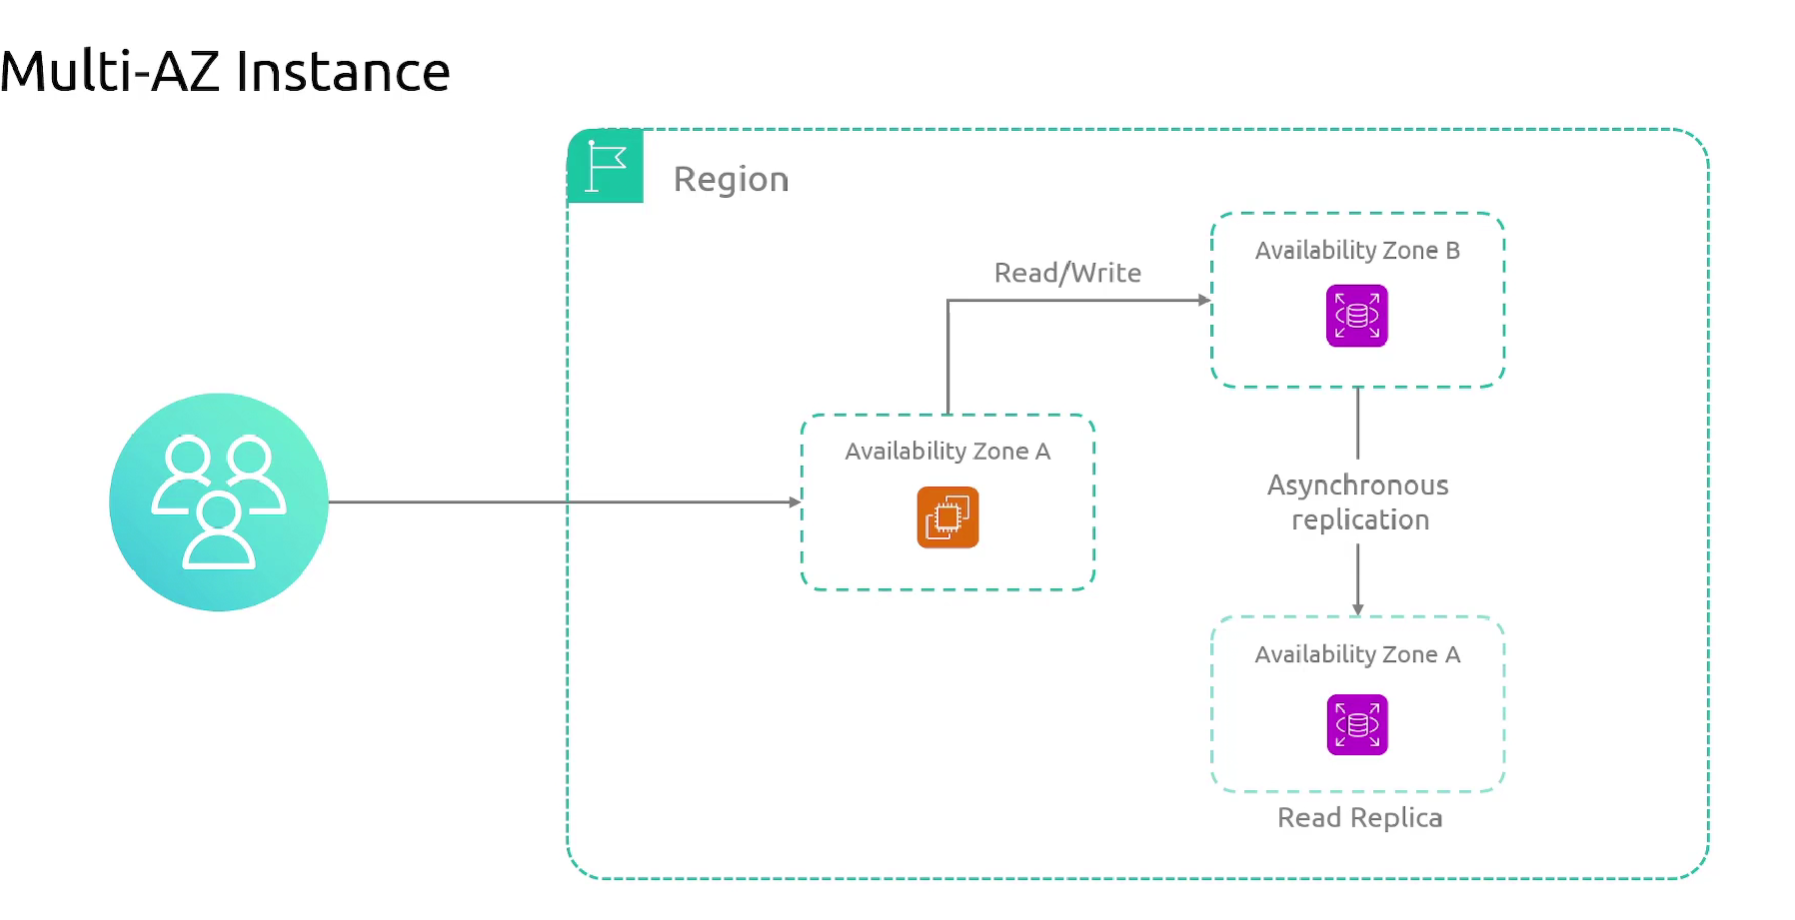 Multi-AZ Instance
Region
Availability Zone B
Read/Write
Availability Zone A
Asynchronous
replication
Availability Zone A
Read Replica